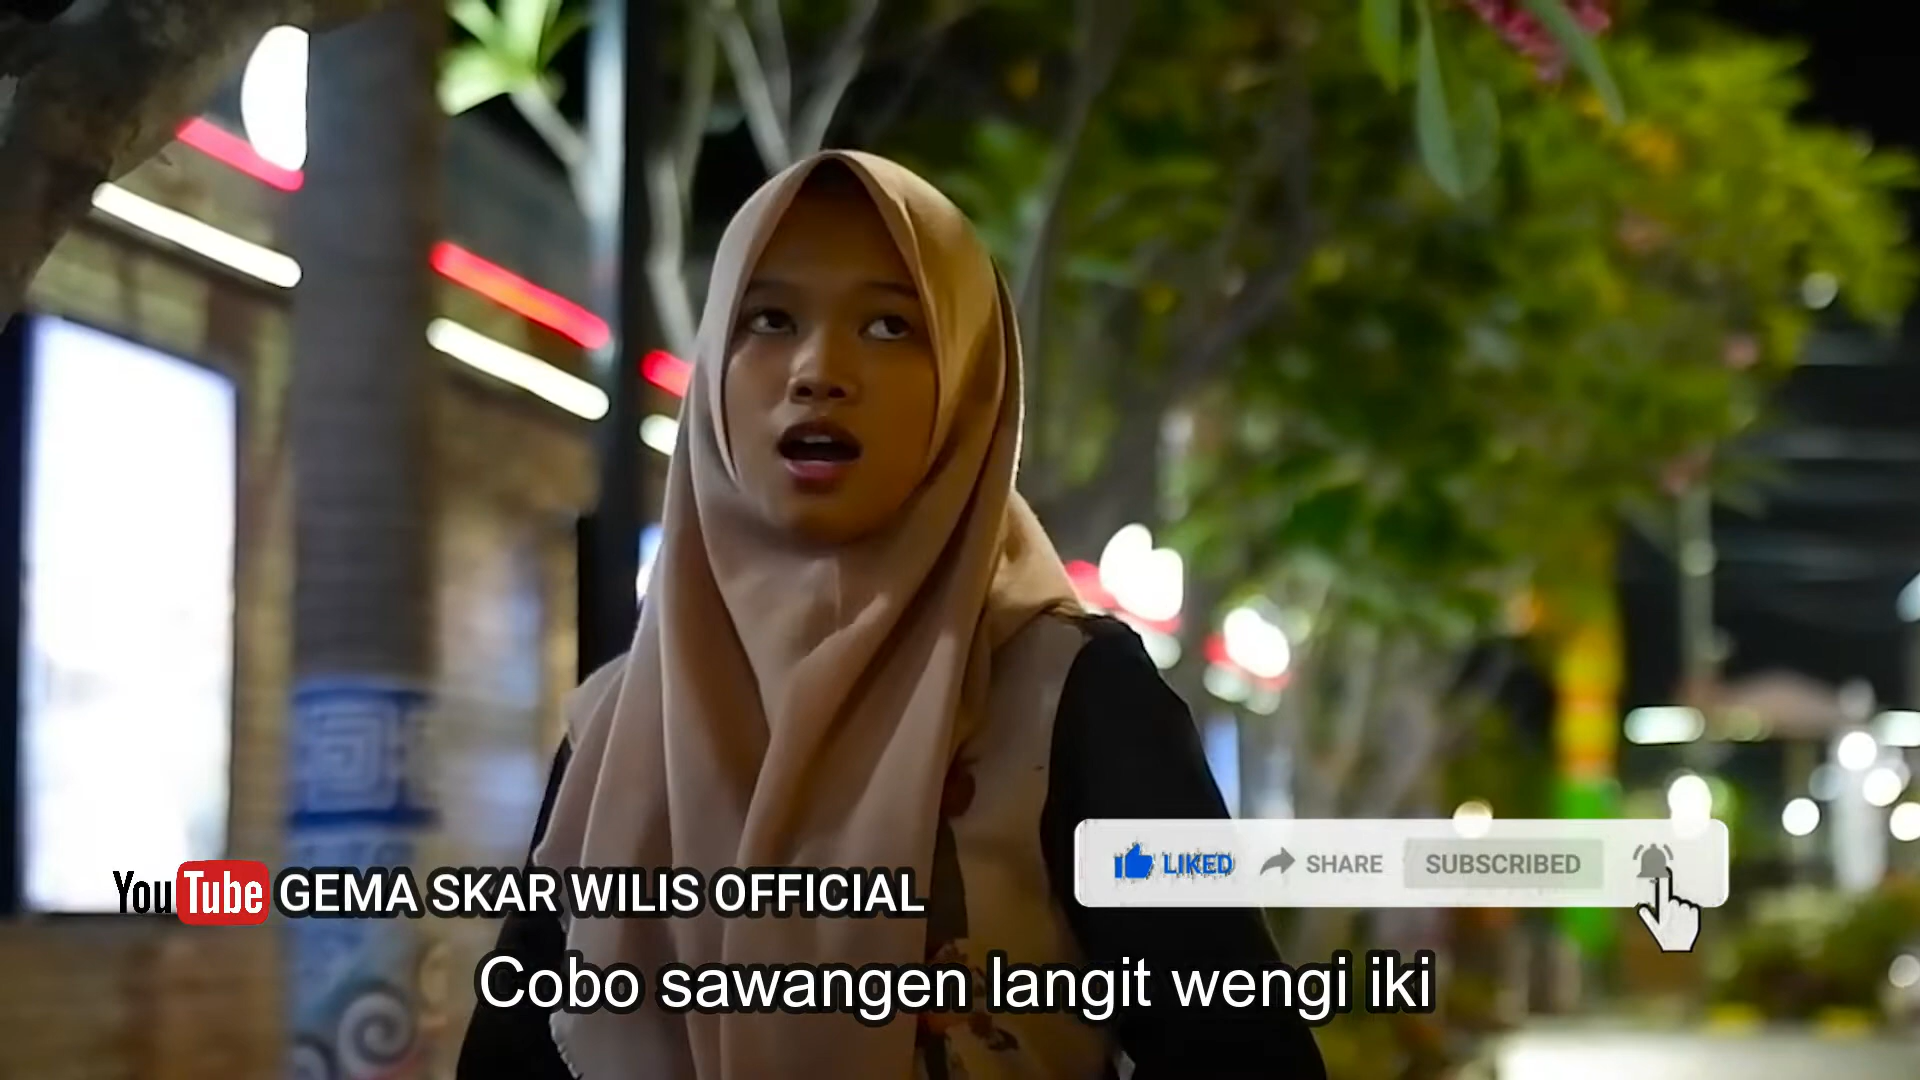 YouTube GEMA SKAR WILIS OFFICIAL
LIKED SHARE SUBSCRIBED
Cobo sawangen langit wengi iki